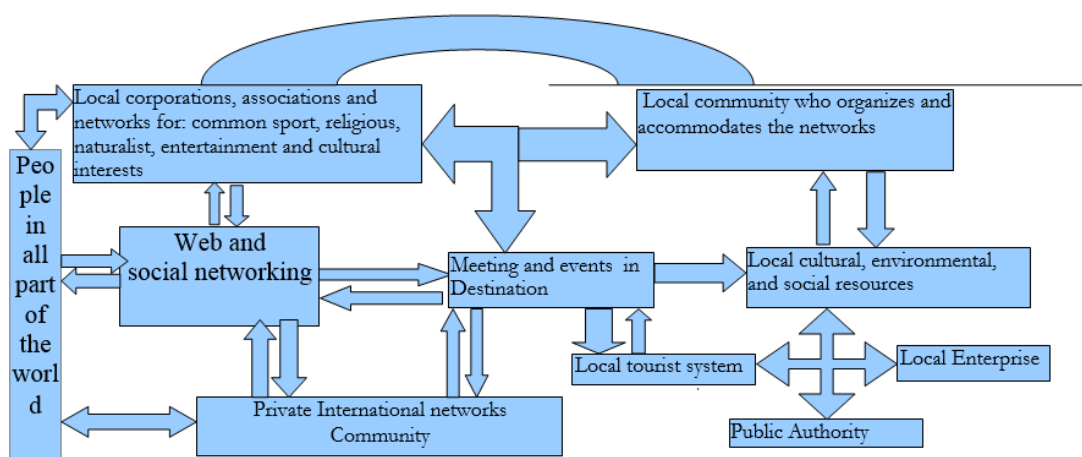 Local corporations, associations and
networks for: common sport, religious,
naturalist, entertainment and cultural
interests
Local community who organizes and
accommodates the networks
Peo
ple
in
all
part
of
the
worl
d
Web and
social networking
Meeting and events in
Destination
Local cultural, environmental,
and social resources
Local tourist system
Local Enterprise
Private International networks
Community
Public Authority